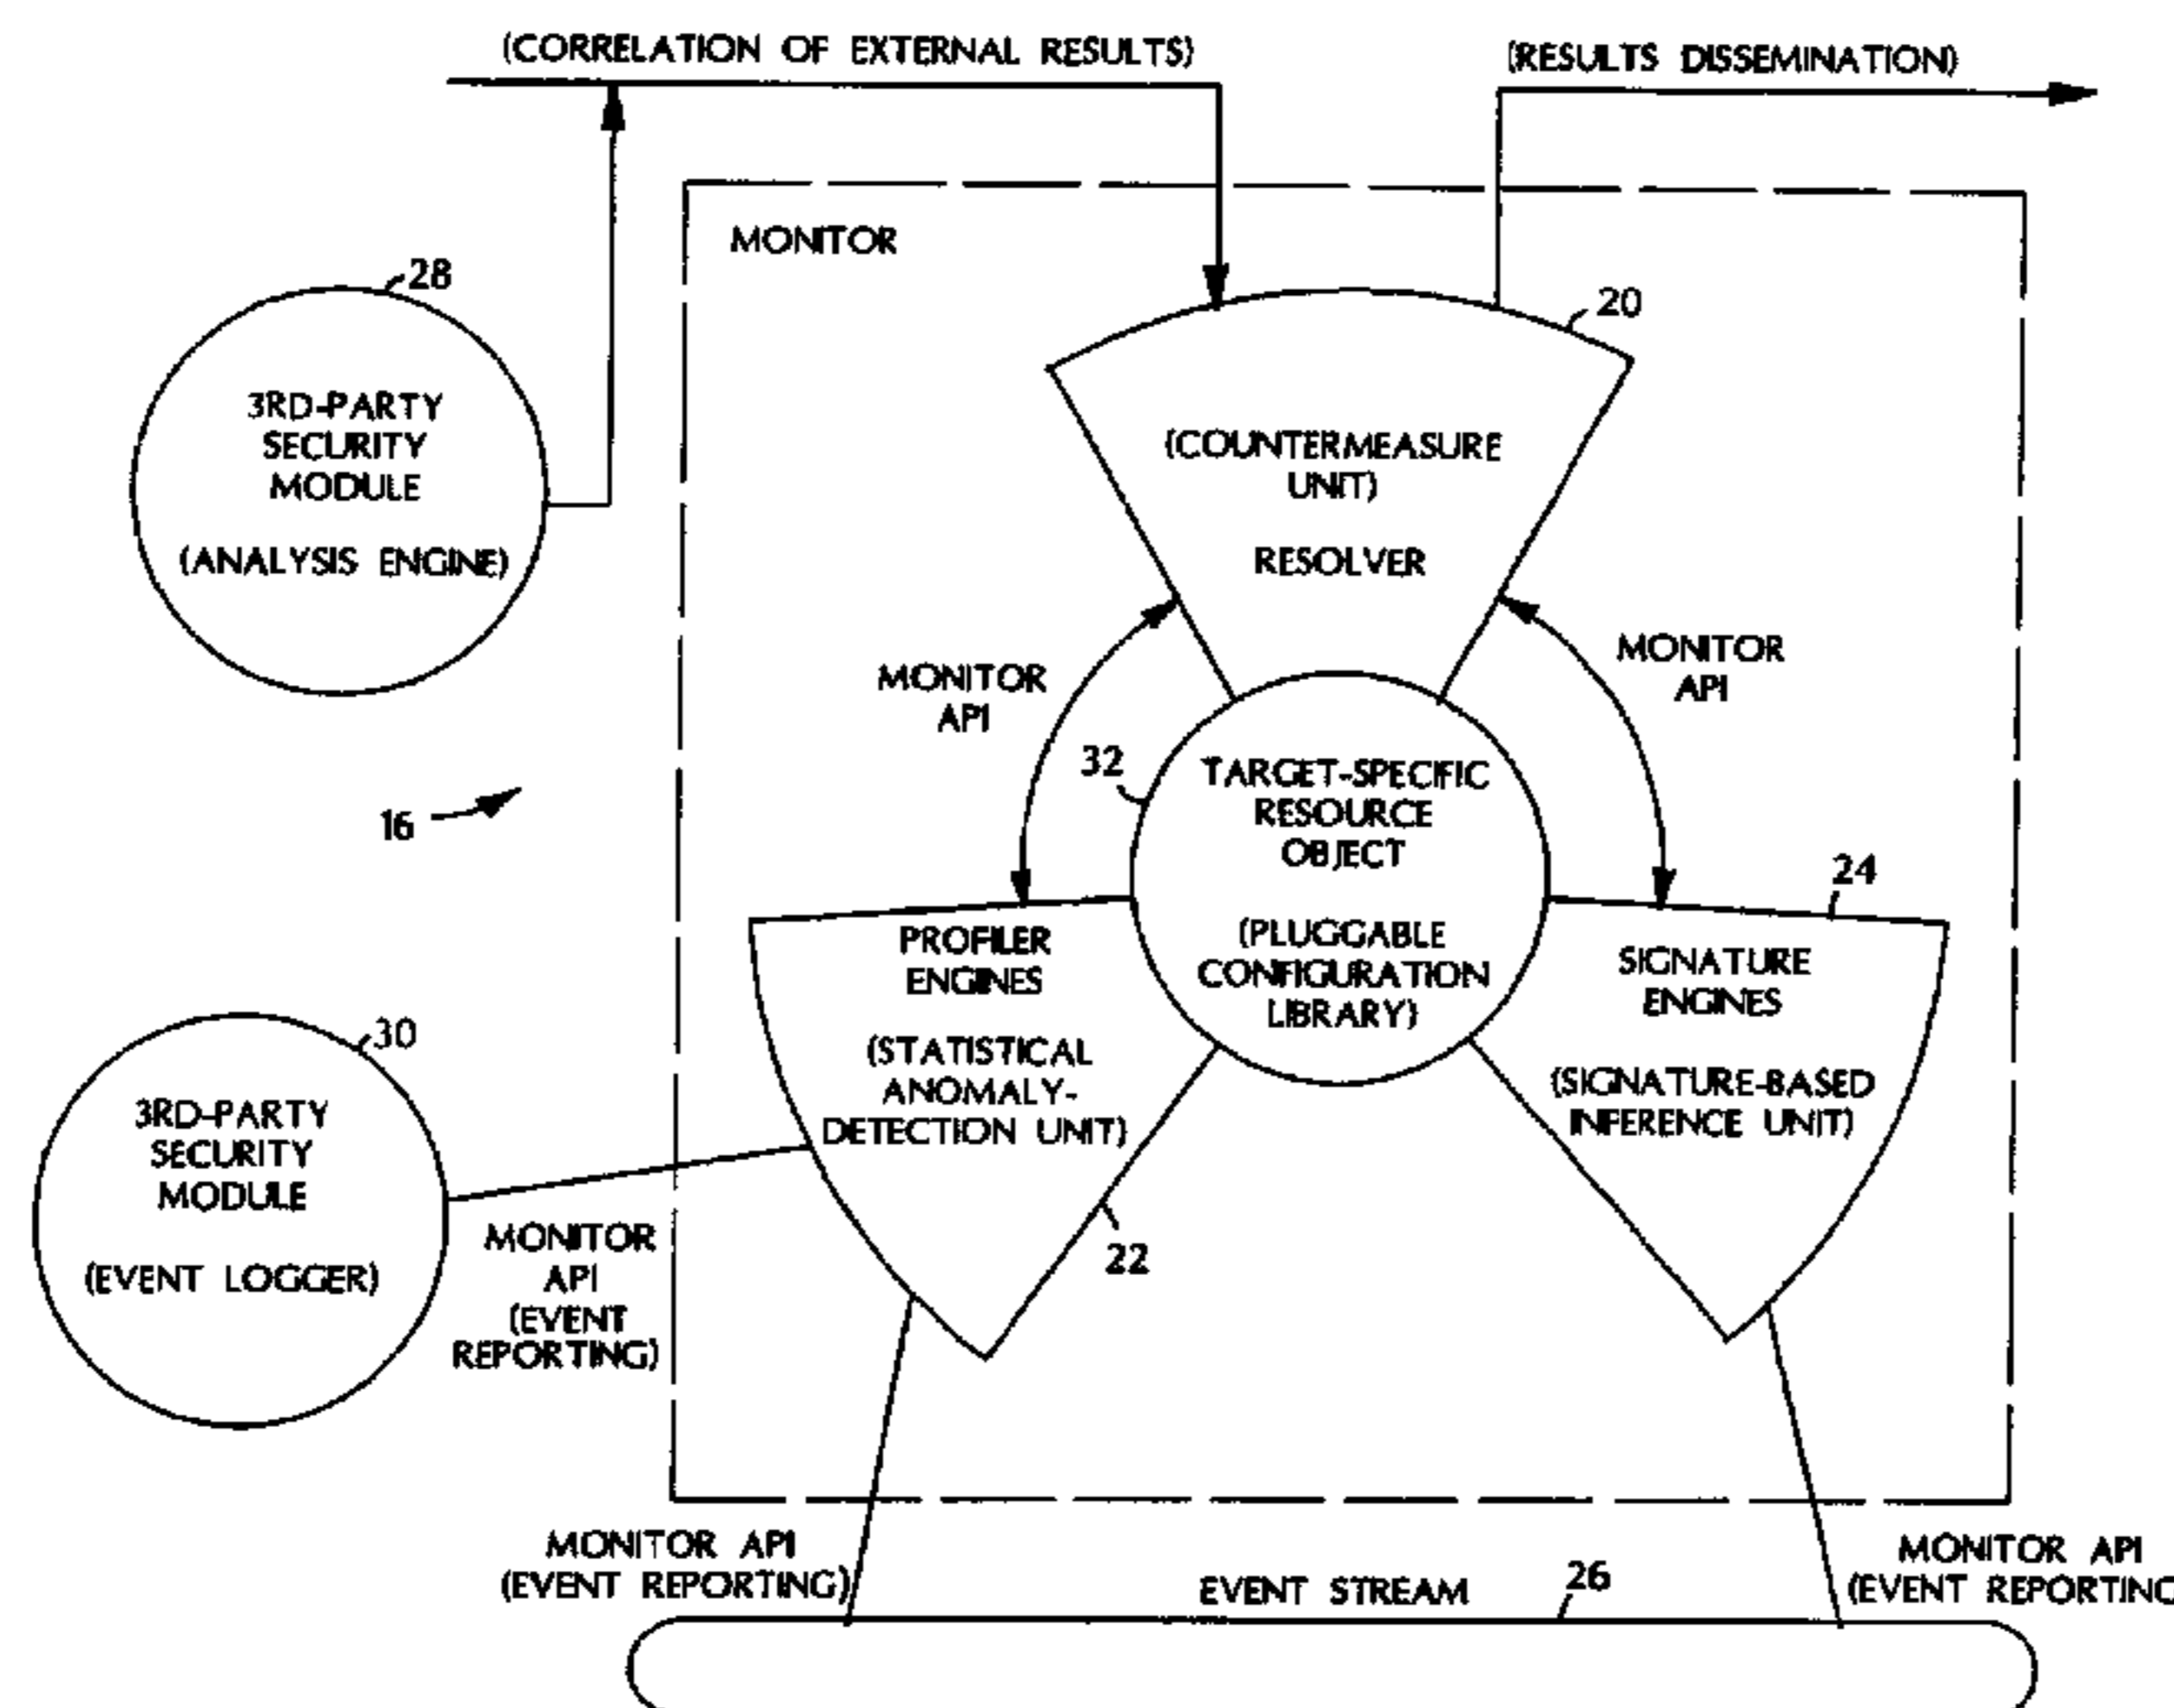 (CORRELATION OF EXTERNAL RESULTS)
(RESULTS DISSEMINATION)
MONITOR
28
20
3RD-PARTY
SECURITY
MODULE
(ANALYSIS ENGINE)
(COUNTERMEASURE
UNIT)
RESOLVER
MONITOR
API
MONITOR
API
32
TARGET-SPECIFIC
RESOURCE
OBJECT
(PLUGGABLE
CONFIGURATION
LIBRARY)
16
24
PROFILER
ENGINES
(STATISTICAL
ANOMALY-
DETECTION UNIT)
SIGNATURE
ENGINES
(SIGNATURE-BASED
INFERENCE UNIT)
30
3RD-PARTY
SECURITY
MODULE
(EVENT LOGGER)
MONITOR
API
(EVENT
REPORTING)
22
MONITOR API
(EVENT REPORTING)
EVENT STREAM
26
MONITOR API
(EVENT REPORTING